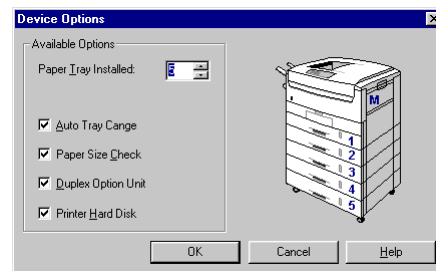 Device Options
Available Options
Paper Tray Installed: 5
Auto Tray Cange
Paper Size Check
Duplex Option Unit
Printer Hard Disk
M
1
2
3
4
5
OK Cancel Help